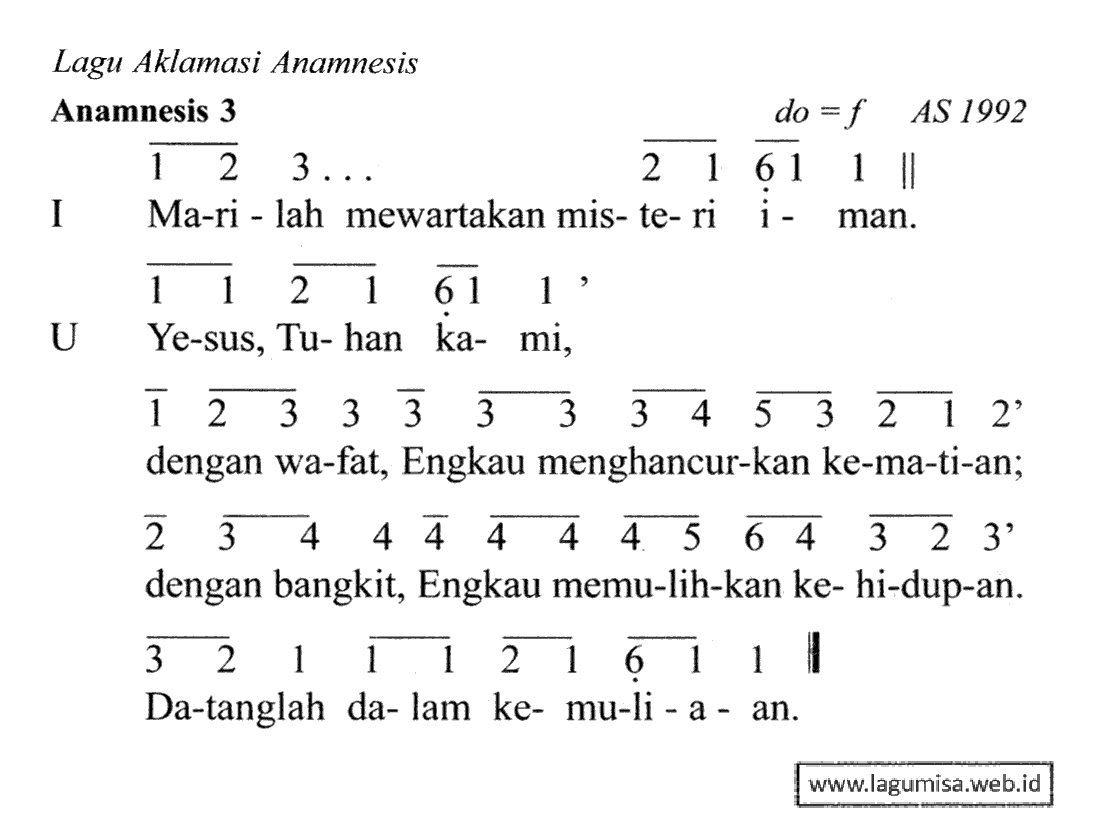 Lagu Aklamasi Anamnesis
Anamnesis 3 do = f AS 1992
1 2 3 . . . 2 1 6̣ 1 1 ||
I Ma-ri - lah mewartakan mis- te- ri i - man.
1 1 2 1 6̣ 1 1 ’
U Ye-sus, Tu- han ka- mi,
1 2 3 3 3 3 3 3 4 5 3 2 1 2’
dengan wa-fat, Engkau menghancur-kan ke-ma-ti-an;
2 3 4 4 4 4 4 4 5 6 4 3 2 3’
dengan bangkit, Engkau memu-lih-kan ke- hi-dup-an.
3 2 1 1 1 2 1 6̣ 1 1 ||
Da-tanglah da- lam ke- mu-li - a - an.
www.lagumisa.web.id